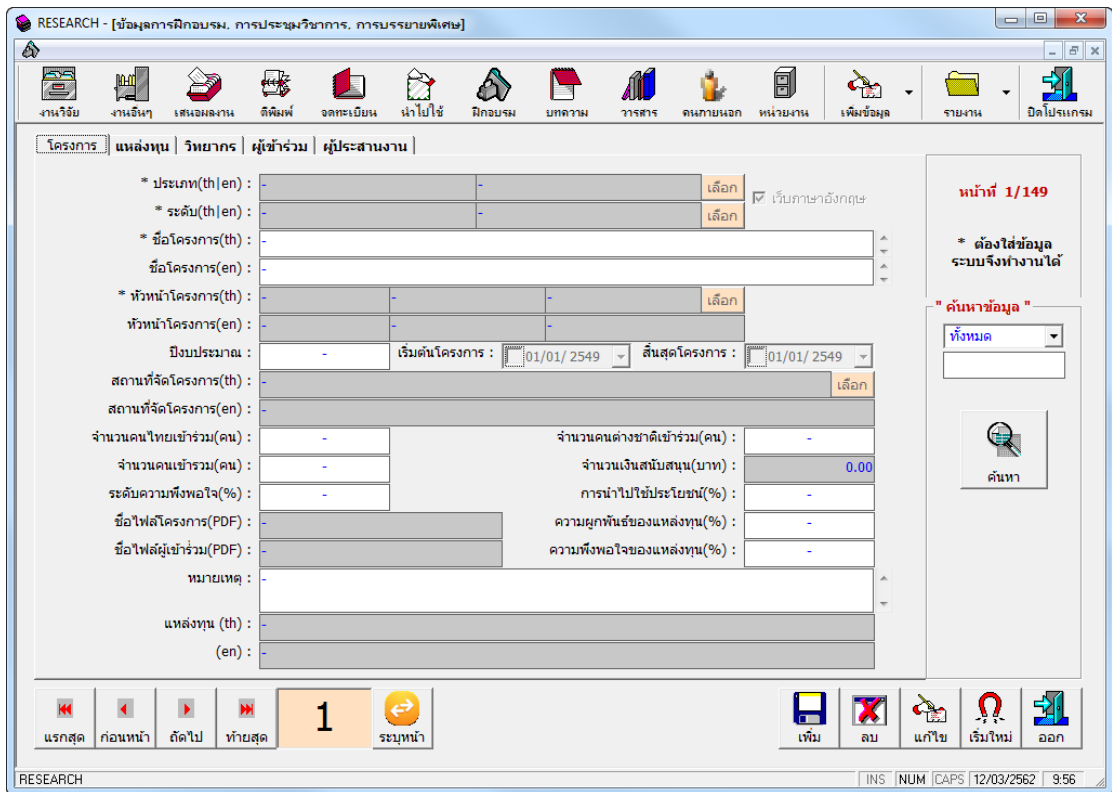 RESEARCH - [ข้อมูลการฝึกอบรม, การประชุมวิชาการ, การบรรยายพิเศษ]
งานวิจัย งานอื่นๆ เสนอผลงาน ตีพิมพ์ จดทะเบียน นำไปใช้ ฝึกอบรม บทความ วารสาร คนภายนอก หน่วยงาน เพิ่มข้อมูล รายงาน ปิดโปรแกรม
โครงการ แหล่งทุน วิทยากร ผู้เข้าร่วม ผู้ประสานงาน
* ประเภท(th|en) : - - เลือก
เว็บภาษาอังกฤษ
* ระดับ(th|en) : - - เลือก
* ชื่อโครงการ(th) : -
ชื่อโครงการ(en) : -
* หัวหน้าโครงการ(th) : - - - เลือก
หัวหน้าโครงการ(en) : - - -
ปีงบประมาณ : - เริ่มต้นโครงการ : 01/01/ 2549 สิ้นสุดโครงการ : 01/01/ 2549
สถานที่จัดโครงการ(th) : - เลือก
สถานที่จัดโครงการ(en) : -
จำนวนคนไทยเข้าร่วม(คน) : - จำนวนคนต่างชาติเข้าร่วม(คน) : -
จำนวนคนเข้ารวม(คน) : - จำนวนเงินสนับสนุน(บาท) : 0.00
ระดับความพึงพอใจ(%) : - การนำไปใช้ประโยชน์(%) : -
ชื่อไฟล์โครงการ(PDF) : - ความผูกพันธ์ของแหล่งทุน(%) : -
ชื่อไฟล์ผู้เข้าร่วม(PDF) : - ความพึงพอใจของแหล่งทุน(%) : -
หมายเหตุ : -
แหล่งทุน (th) : -
(en) : -
หน้าที่ 1/149
* ต้องใส่ข้อมูล
ระบบจึงทำงานได้
" ค้นหาข้อมูล "
ทั้งหมด
ค้นหา
แรกสุด ก่อนหน้า ถัดไป ท้ายสุด 1 ระบุหน้า เพิ่ม ลบ แก้ไข เริ่มใหม่ ออก
RESEARCH INS NUM CAPS 12/03/2562 9:56